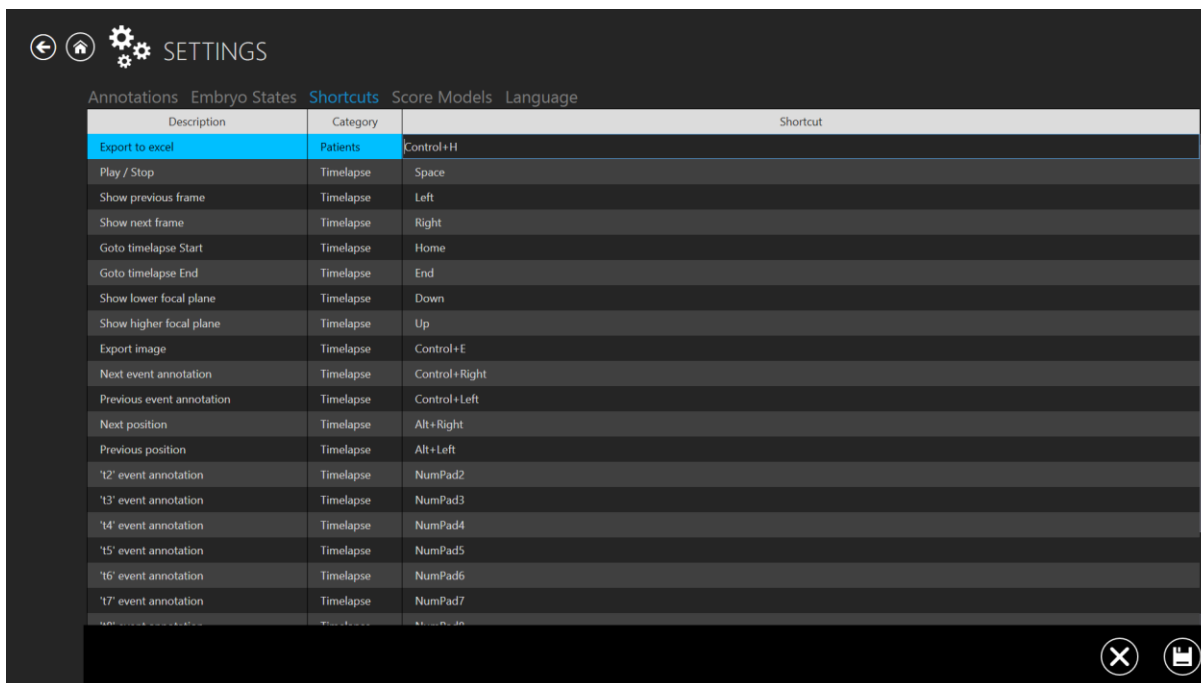 SETTINGS
Annotations Embryo States Shortcuts Score Models Language
Description Category Shortcut
Export to excel Patients Control+H
Play / Stop Timelapse Space
Show previous frame Timelapse Left
Show next frame Timelapse Right
Goto timelapse Start Timelapse Home
Goto timelapse End Timelapse End
Show lower focal plane Timelapse Down
Show higher focal plane Timelapse Up
Export image Timelapse Control+E
Next event annotation Timelapse Control+Right
Previous event annotation Timelapse Control+Left
Next position Timelapse Alt+Right
Previous position Timelapse Alt+Left
't2' event annotation Timelapse NumPad2
't3' event annotation Timelapse NumPad3
't4' event annotation Timelapse NumPad4
't5' event annotation Timelapse NumPad5
't6' event annotation Timelapse NumPad6
't7' event annotation Timelapse NumPad7